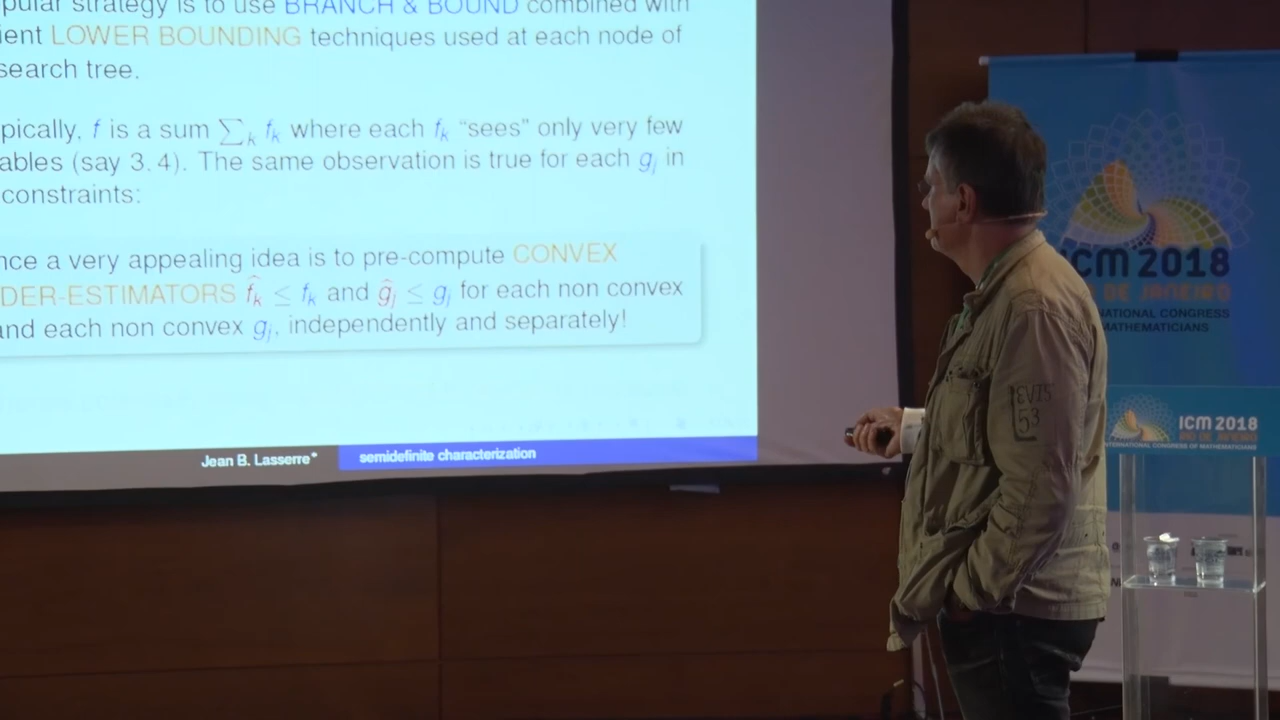 pular strategy is to use BRANCH & BOUND combined with
ient LOWER BOUNDING techniques used at each node of
search tree.
pically, f is a sum ∑k fk where each fk “sees” only very few
ables (say 3, 4). The same observation is true for each gj in
constraints:
nce a very appealing idea is to pre-compute CONVEX
DER-ESTIMATORS f̂k ≤ fk and ĝj ≤ gj for each non convex
and each non convex gj, independently and separately!
Jean B. Lasserre*
semidefinite characterization
ICM 2018
RIO DE JANEIRO
NATIONAL CONGRESS
MATHEMATICIANS
53
ICM 2018
RIO DE JANEIRO
INTERNATIONAL CONGRESS OF MATHEMATICIANS